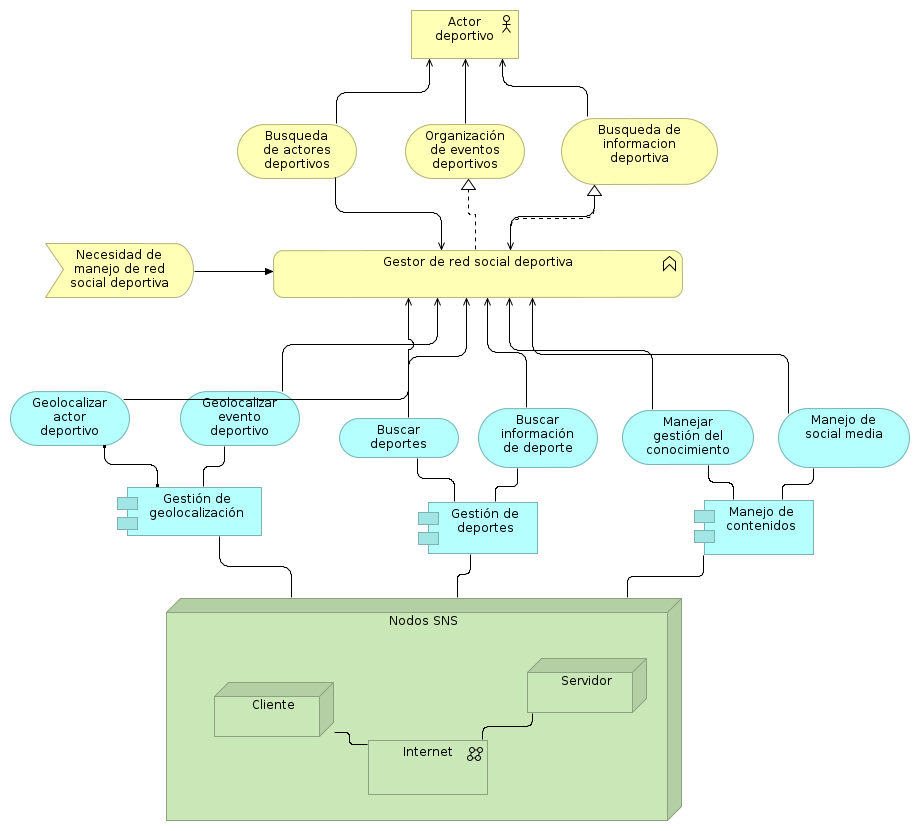 Actor
deportivo
Busqueda
de actores
deportivos
Organización
de eventos
deportivos
Busqueda de
informacion
deportiva
Necesidad de
manejo de red
social deportiva
Gestor de red social deportiva
Geolocalizar
actor
deportivo
Geolocalizar
evento
deportivo
Buscar
deportes
Buscar
información
de deporte
Manejar
gestión del
conocimiento
Manejo de
social media
Gestión de
geolocalización
Gestión de
deportes
Manejo de
contenidos
Nodos SNS
Cliente
Servidor
Internet